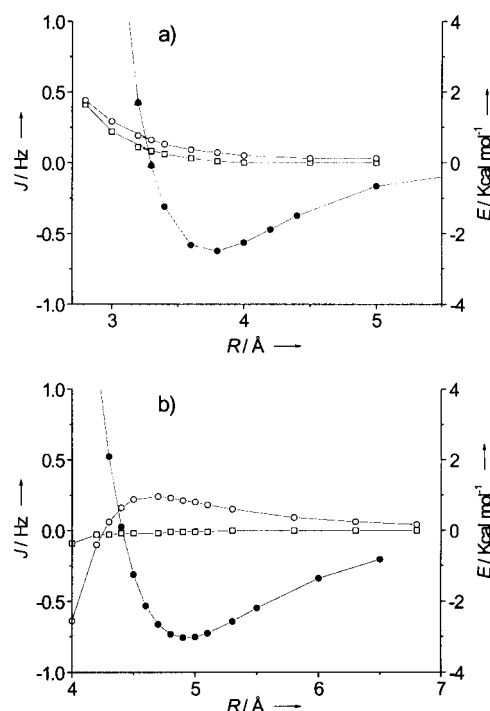 a)
1.0
0.5
0.0
-0.5
-1.0
J / Hz →
4
2
0
-2
-4
E / Kcal mol⁻¹ →
3 4 5
R / Å →
b)
1.0
0.5
0.0
-0.5
-1.0
J / Hz →
4
2
0
-2
-4
E / Kcal mol⁻¹ →
4 5 6 7
R / Å →